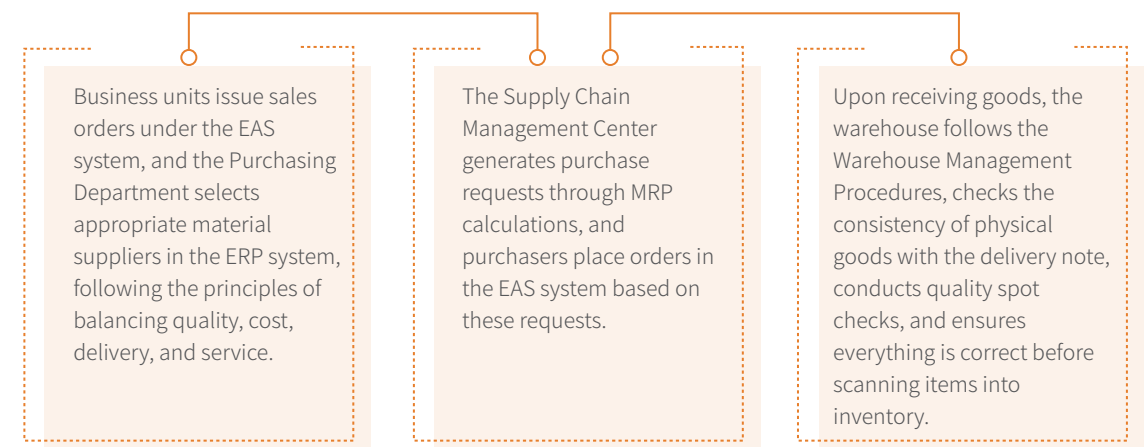 Business units issue sales
orders under the EAS
system, and the Purchasing
Department selects
appropriate material
suppliers in the ERP system,
following the principles of
balancing quality, cost,
delivery, and service.
The Supply Chain
Management Center
generates purchase
requests through MRP
calculations, and
purchasers place orders in
the EAS system based on
these requests.
Upon receiving goods, the
warehouse follows the
Warehouse Management
Procedures, checks the
consistency of physical
goods with the delivery note,
conducts quality spot
checks, and ensures
everything is correct before
scanning items into
inventory.